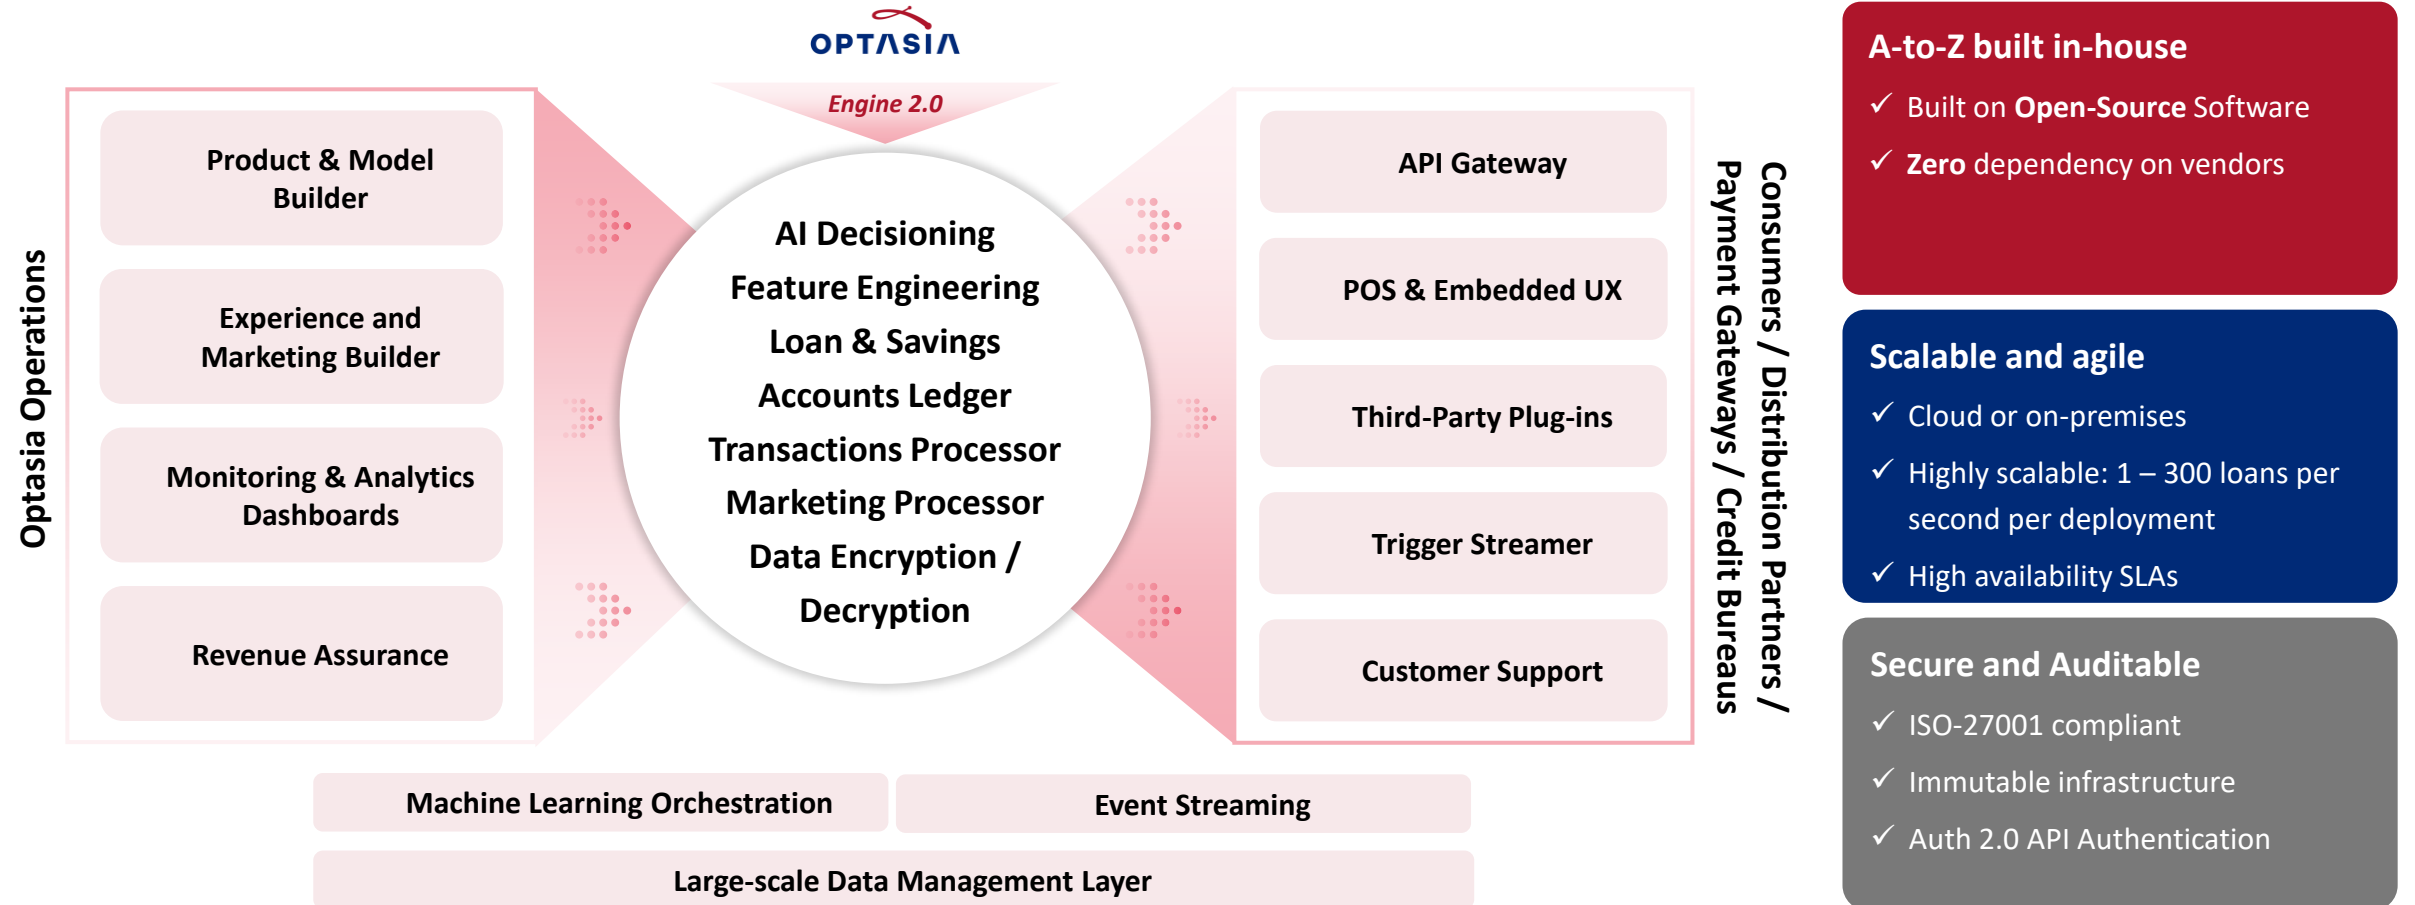 OPTASIA
Engine 2.0
Optasia Operations
Product & Model
Builder
Experience and
Marketing Builder
Monitoring & Analytics
Dashboards
Revenue Assurance
AI Decisioning
Feature Engineering
Loan & Savings
Accounts Ledger
Transactions Processor
Marketing Processor
Data Encryption /
Decryption
API Gateway
POS & Embedded UX
Third-Party Plug-ins
Trigger Streamer
Customer Support
Consumers / Distribution Partners /
Payment Gateways / Credit Bureaus
Machine Learning Orchestration
Event Streaming
Large-scale Data Management Layer
A-to-Z built in-house
✓ Built on Open-Source Software
✓ Zero dependency on vendors
Scalable and agile
✓ Cloud or on-premises
✓ Highly scalable: 1 – 300 loans per
second per deployment
✓ High availability SLAs
Secure and Auditable
✓ ISO-27001 compliant
✓ Immutable infrastructure
✓ Auth 2.0 API Authentication